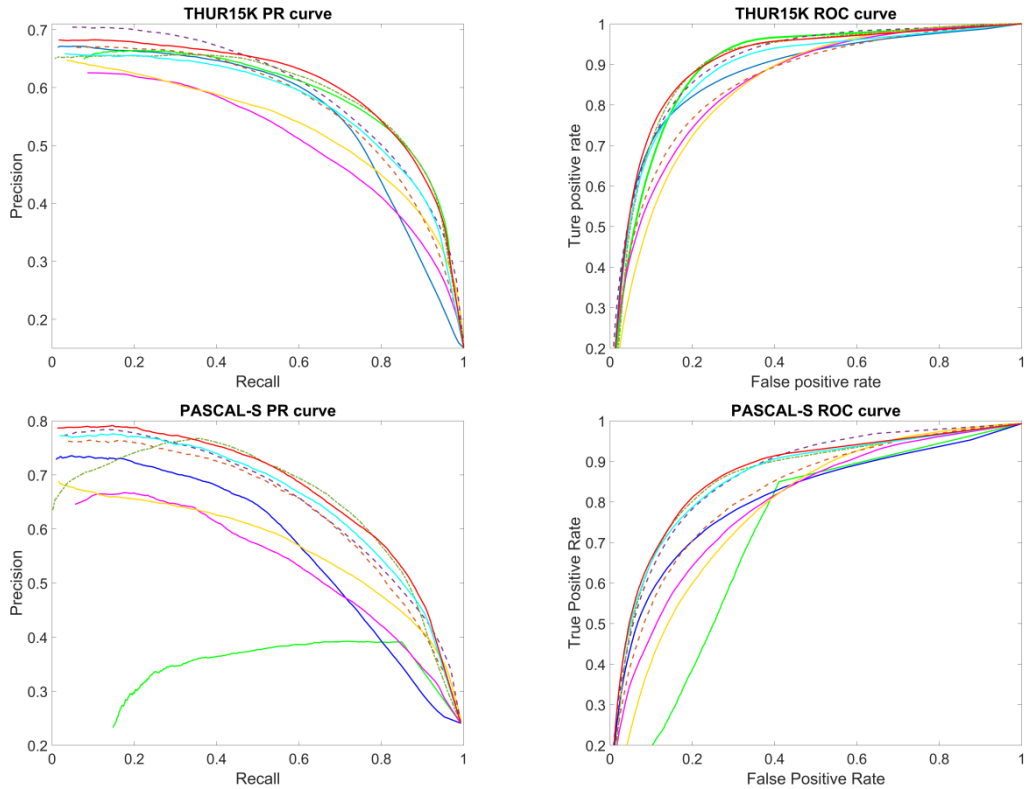 THUR15K PR curve
0.7
0.6
0.5
0.4
0.3
0.2
Precision
0 0.2 0.4 0.6 0.8 1
Recall
THUR15K ROC curve
1
0.9
0.8
0.7
0.6
0.5
0.4
0.3
0.2
Ture positive rate
0 0.2 0.4 0.6 0.8 1
False positive rate
PASCAL-S PR curve
0.8
0.7
0.6
0.5
0.4
0.3
0.2
Precision
0 0.2 0.4 0.6 0.8 1
Recall
PASCAL-S ROC curve
1
0.9
0.8
0.7
0.6
0.5
0.4
0.3
0.2
True Positive Rate
0 0.2 0.4 0.6 0.8 1
False Positive Rate